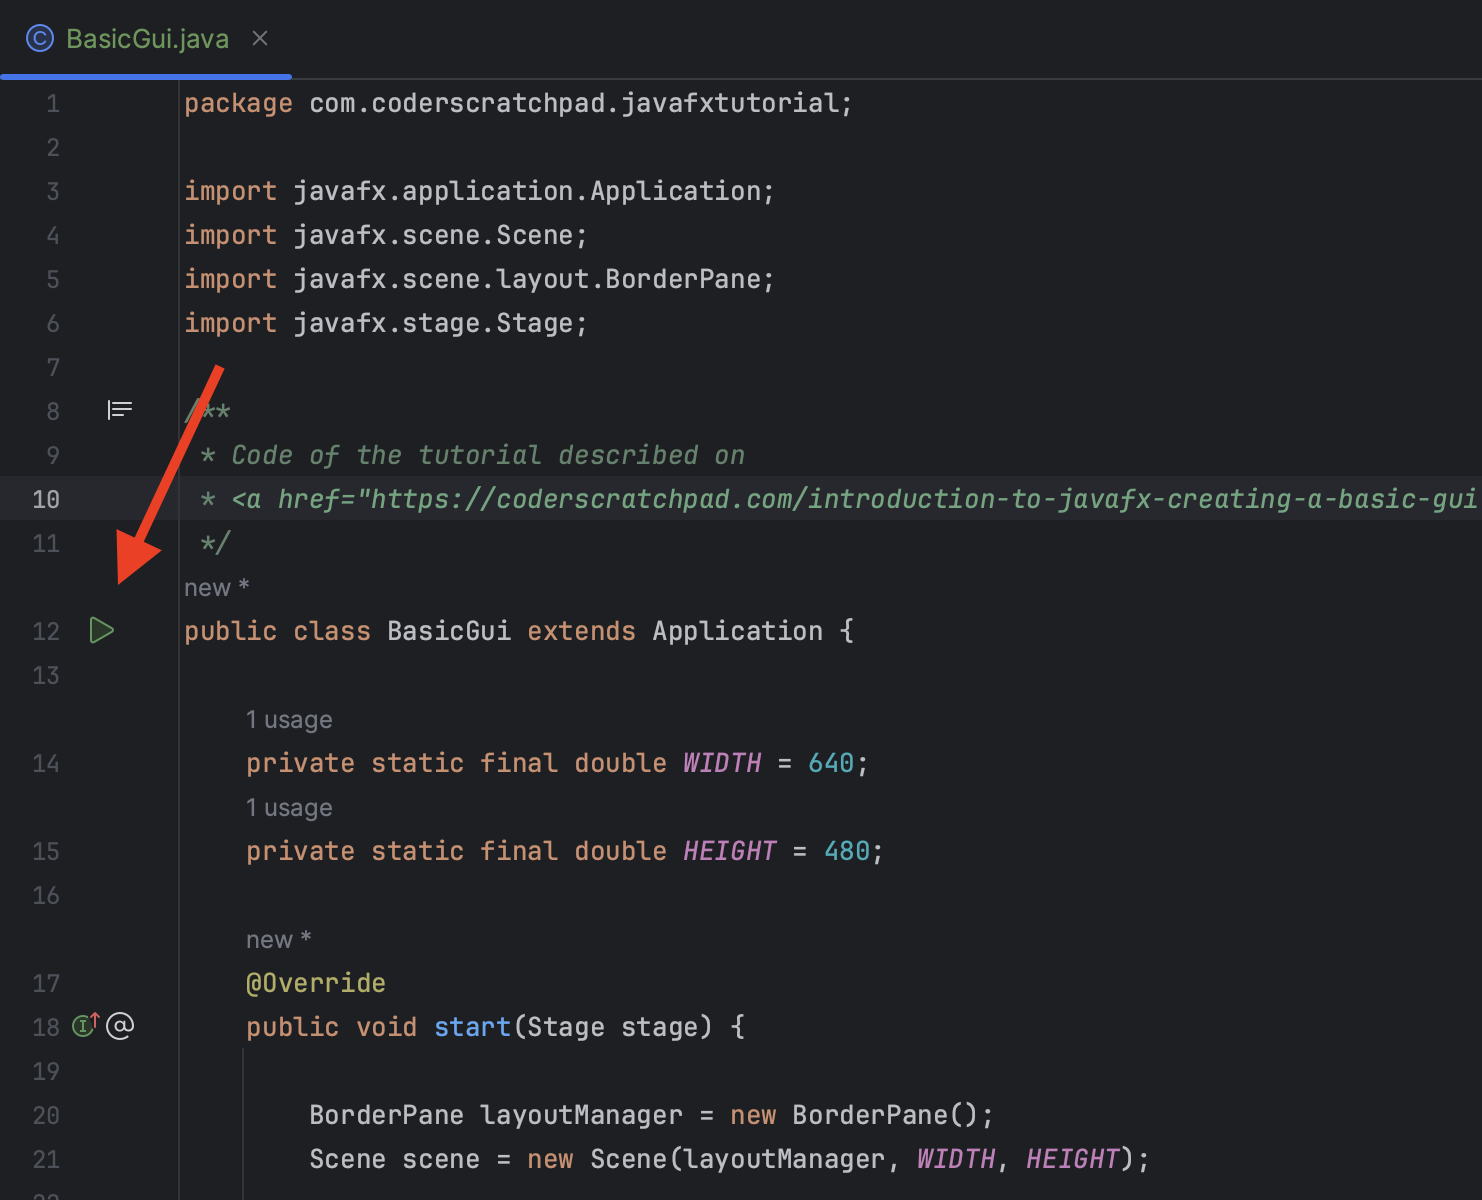 BasicGui.java
1 package com.coderscratchpad.javafxtutorial;
2
3 import javafx.application.Application;
4 import javafx.scene.Scene;
5 import javafx.scene.layout.BorderPane;
6 import javafx.stage.Stage;
7
8 /**
9 * Code of the tutorial described on
10 * <a href="https://coderscratchpad.com/introduction-to-javafx-creating-a-basic-gui
11 */
new *
12 public class BasicGui extends Application {
13
1 usage
14 private static final double WIDTH = 640;
1 usage
15 private static final double HEIGHT = 480;
16
new *
17 @Override
18 public void start(Stage stage) {
19
20 BorderPane layoutManager = new BorderPane();
21 Scene scene = new Scene(layoutManager, WIDTH, HEIGHT);